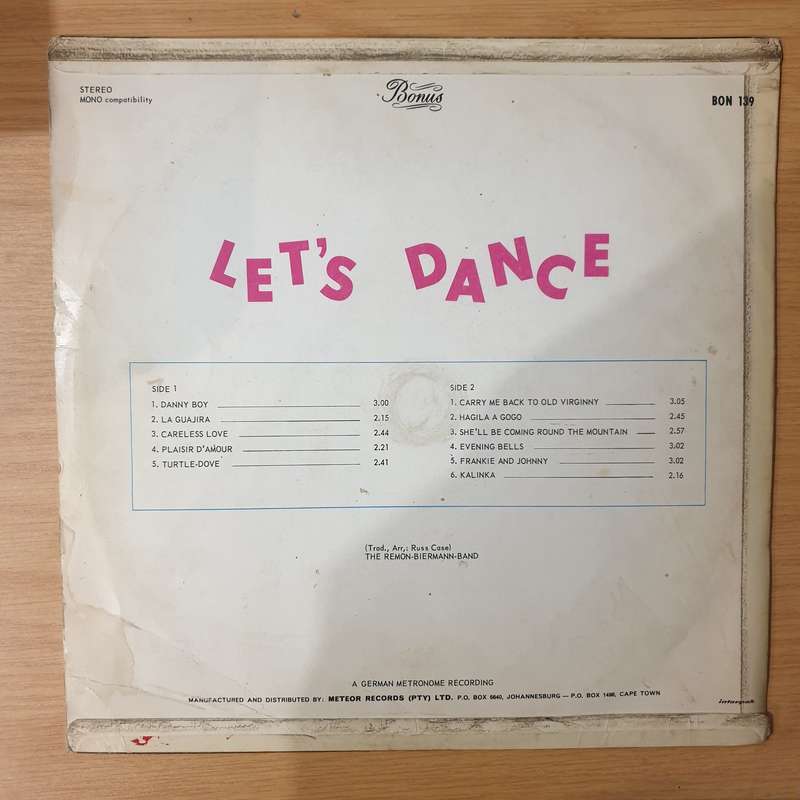 STEREO
MONO compatibility
Bonus
BON 139
LET'S DANCE
SIDE 1
1. DANNY BOY 3.00
2. LA GUAJIRA 2.15
3. CARELESS LOVE 2.44
4. PLAISIR D'AMOUR 2.21
5. TURTLE-DOVE 2.41
SIDE 2
1. CARRY ME BACK TO OLD VIRGINNY 3.05
2. HAGILA A GOGO 2.45
3. SHE'LL BE COMING ROUND THE MOUNTAIN 2.57
4. EVENING BELLS 3.02
5. FRANKIE AND JOHNNY 3.02
6. KALINKA 2.16
(Trad., Arr,: Russ Case)
THE REMON-BIERMANN-BAND
A GERMAN METRONOME RECORDING
MANUFACTURED AND DISTRIBUTED BY: METEOR RECORDS (PTY) LTD. P.O. BOX 6640, JOHANNESBURG — P.O. BOX 1498, CAPE TOWN
interpak